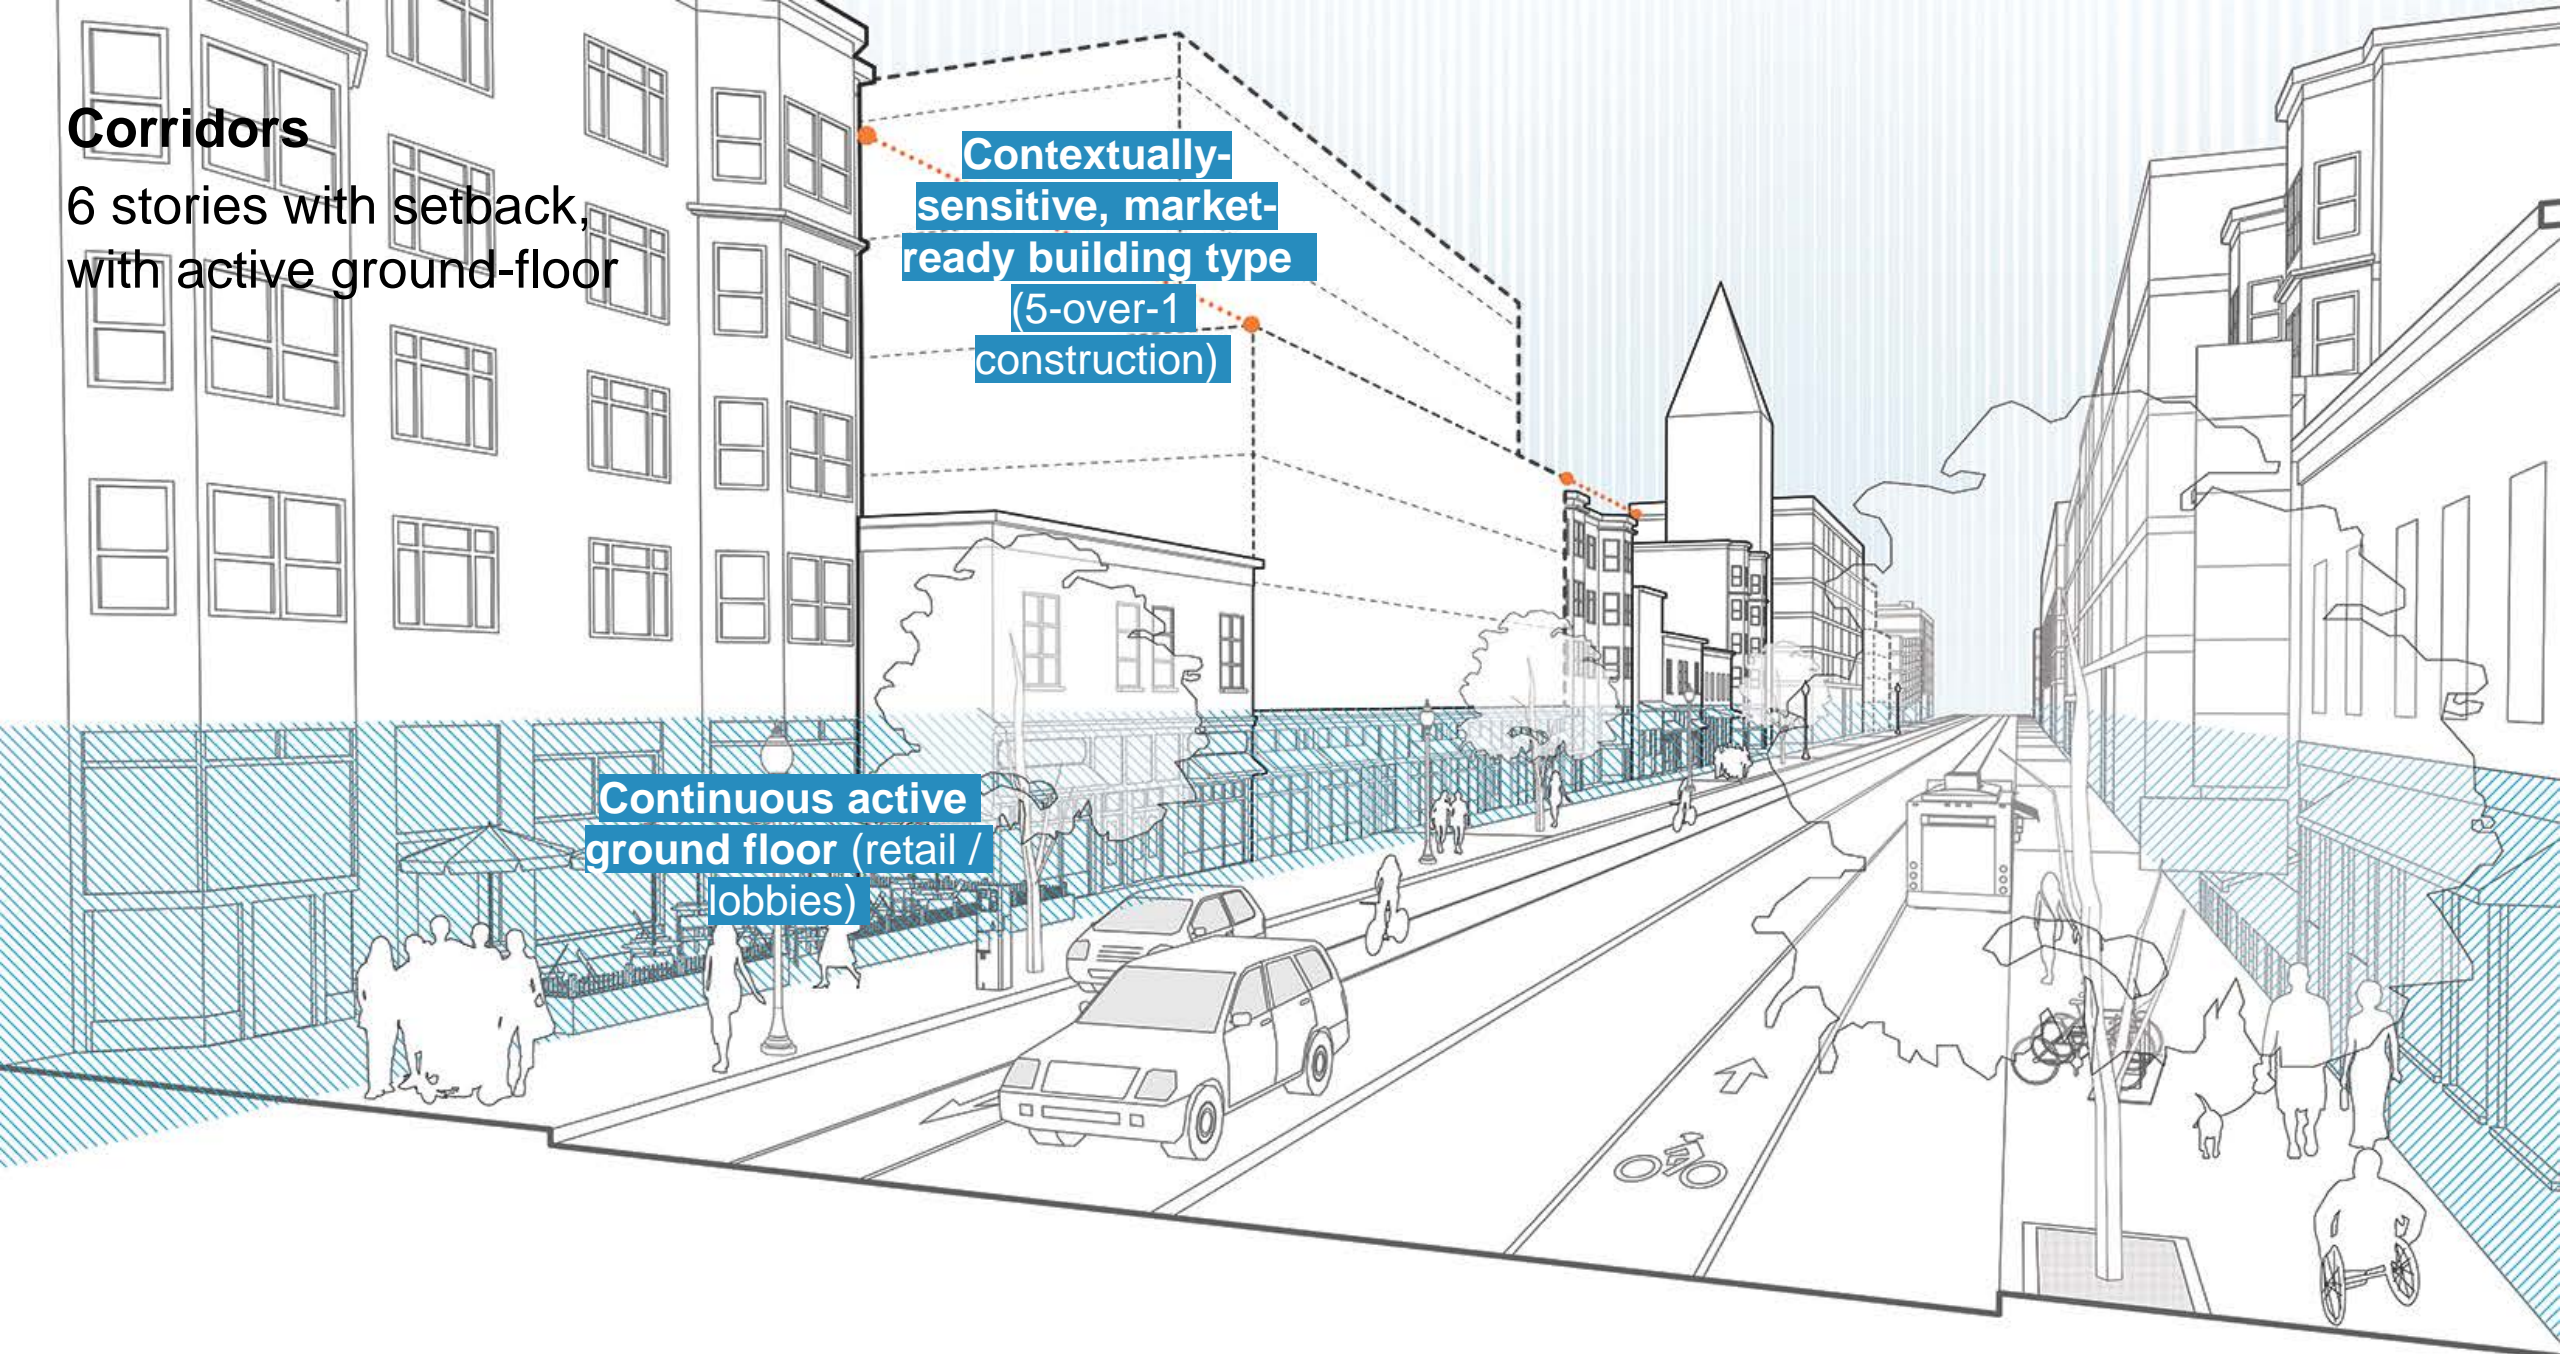 Corridors
6 stories with setback,
with active ground-floor
Contextually-
sensitive, market-
ready building type
(5-over-1
construction)
Continuous active
ground floor (retail /
lobbies)